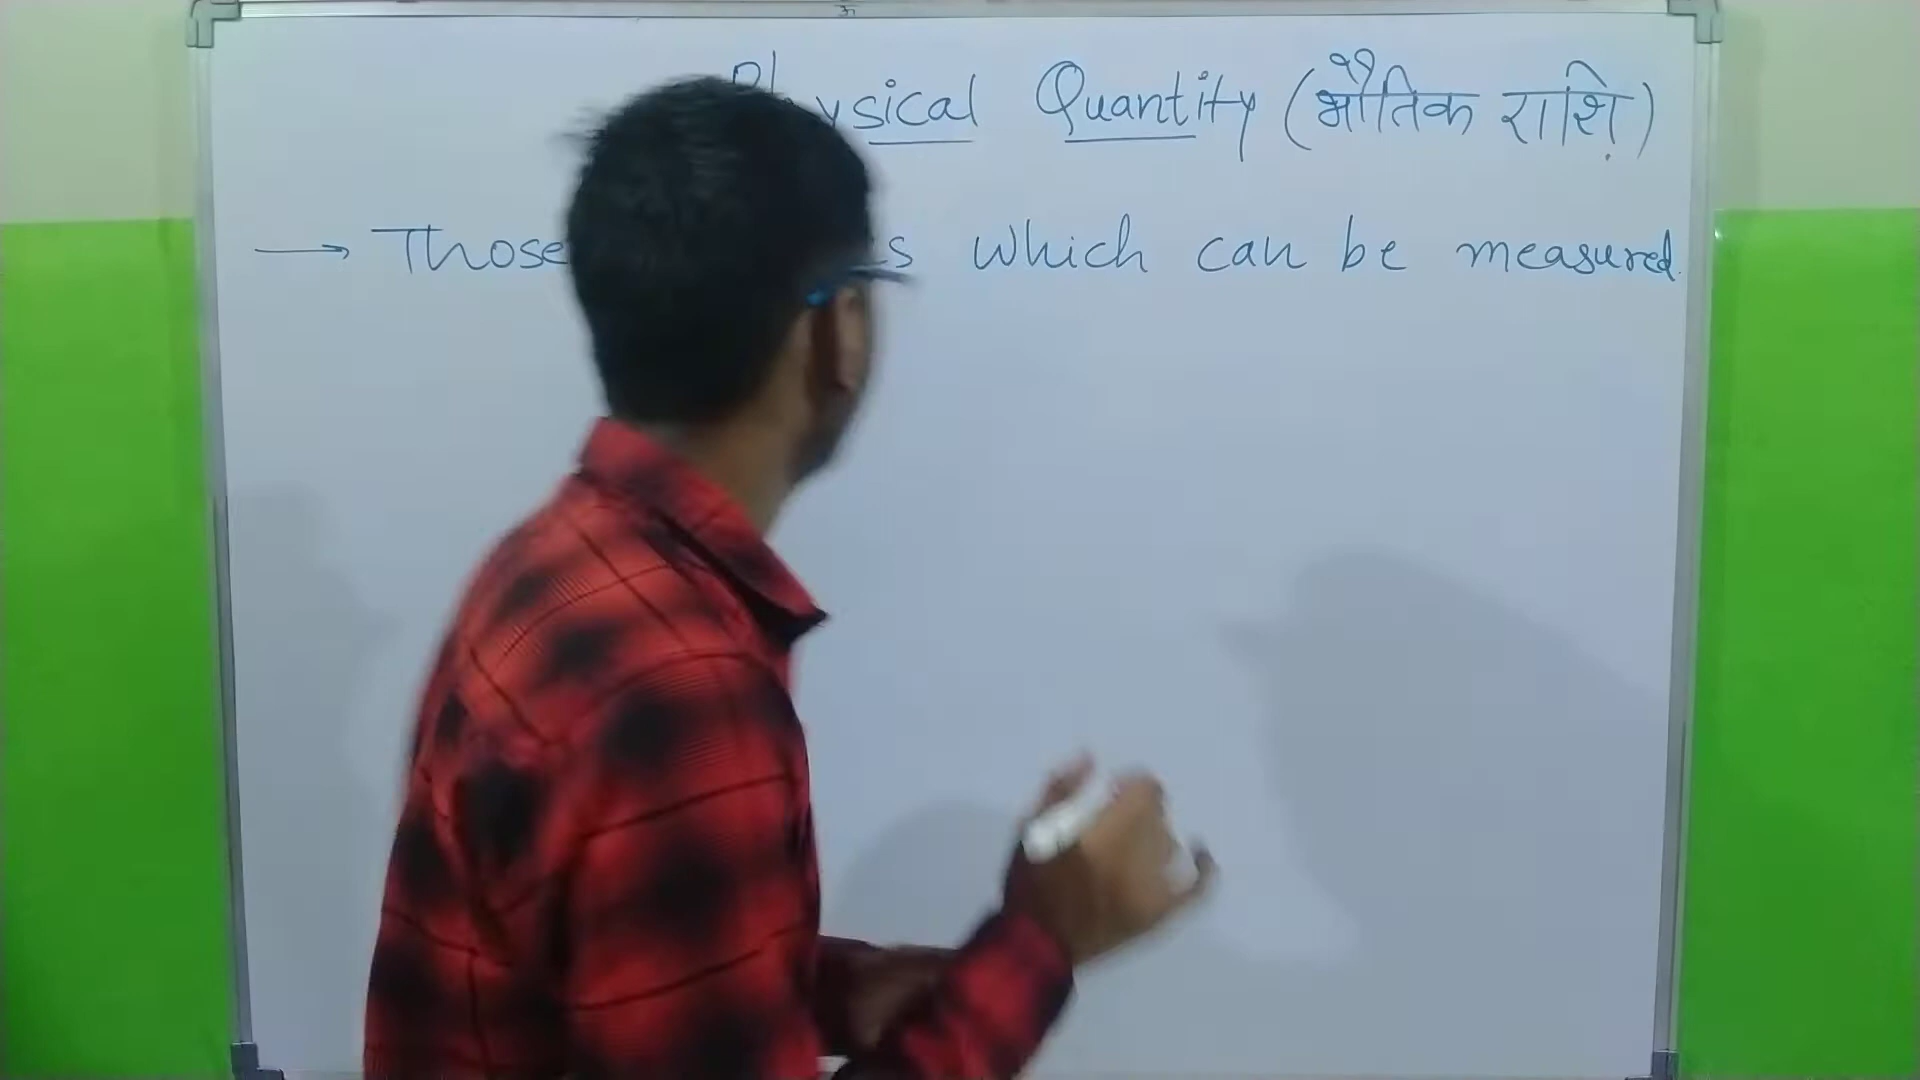 Physical Quantity (भौतिक राशि)
→ Those which can be measured.